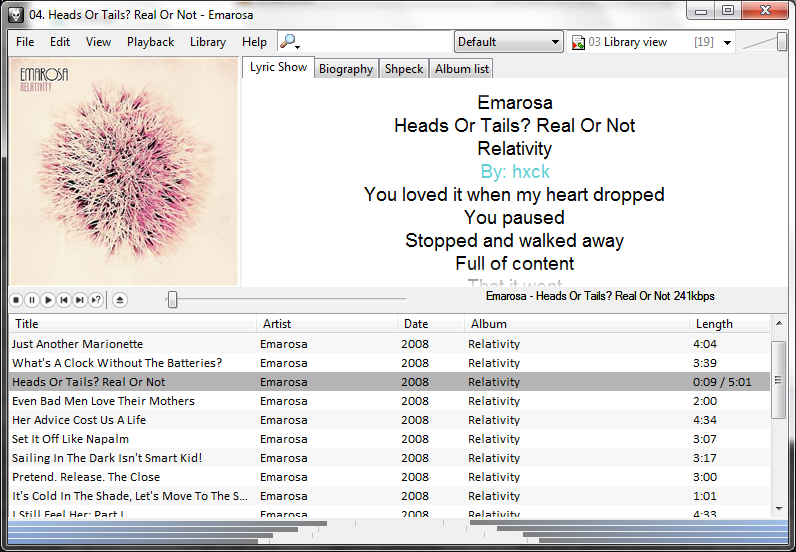 04. Heads Or Tails? Real Or Not - Emarosa
File Edit View Playback Library Help Default 03 Library view [19]
EMAROSA
RELATIVITY
Lyric Show Biography Shpeck Album list
Emarosa
Heads Or Tails? Real Or Not
Relativity
By: hxck
You loved it when my heart dropped
You paused
Stopped and walked away
Full of content
That it went
Emarosa - Heads Or Tails? Real Or Not 241kbps
Title Artist Date Album Length
Just Another Marionette Emarosa 2008 Relativity 4:04
What's A Clock Without The Batteries? Emarosa 2008 Relativity 3:39
Heads Or Tails? Real Or Not Emarosa 2008 Relativity 0:09 / 5:01
Even Bad Men Love Their Mothers Emarosa 2008 Relativity 2:00
Her Advice Cost Us A Life Emarosa 2008 Relativity 4:34
Set It Off Like Napalm Emarosa 2008 Relativity 3:07
Sailing In The Dark Isn't Smart Kid! Emarosa 2008 Relativity 3:17
Pretend. Release. The Close Emarosa 2008 Relativity 3:00
It's Cold In The Shade, Let's Move To The S... Emarosa 2008 Relativity 1:01
I Still Feel Her: Part I Emarosa 2008 Relativity 4:33